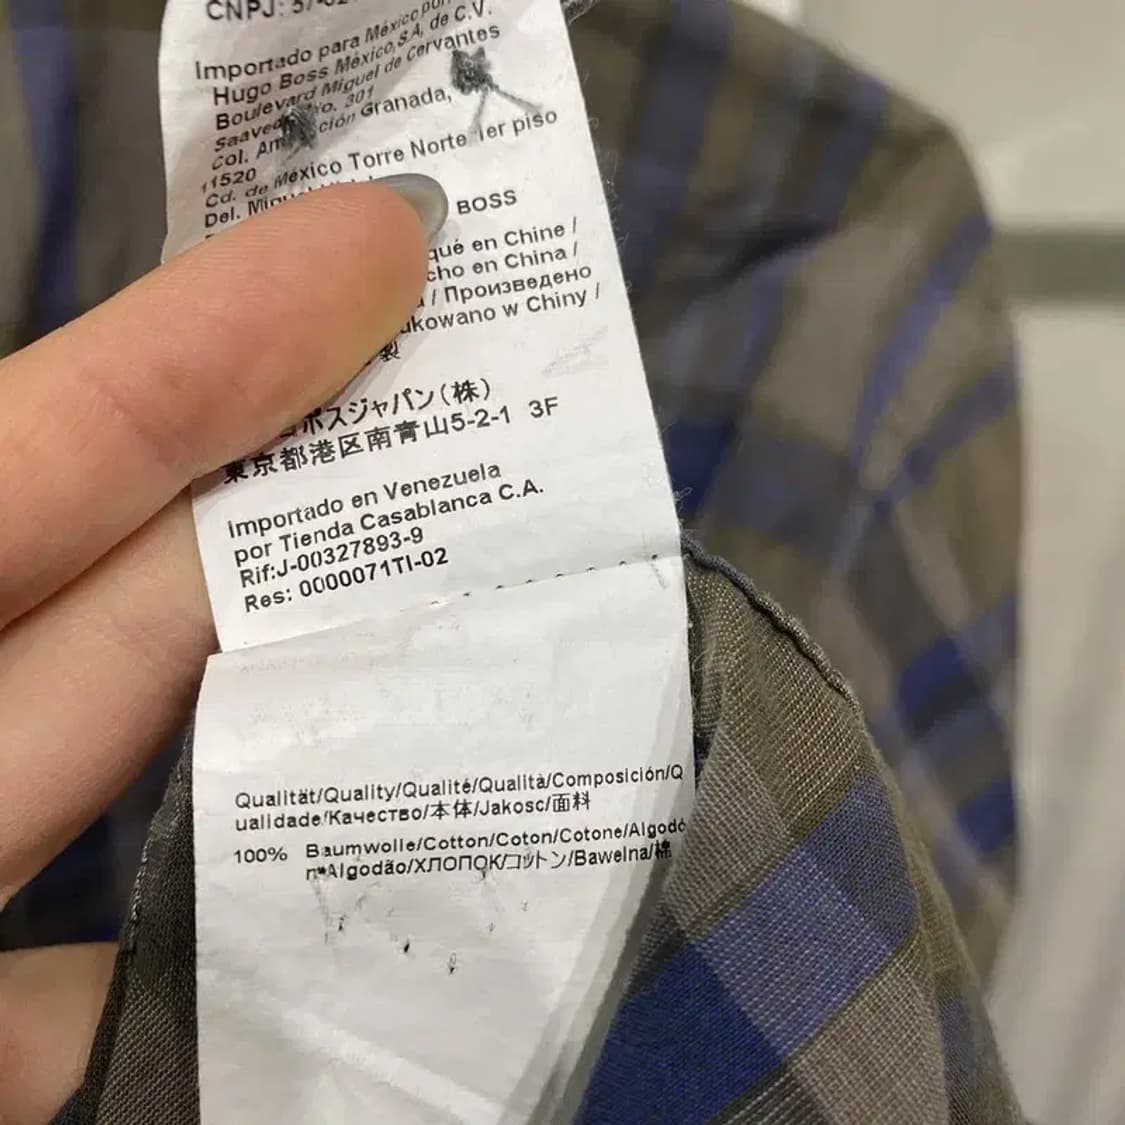 CNPJ:
Importado para México por
Hugo Boss México,S.A, de C.V.
Boulevard Miguel de Cervantes
No. 301
Col. Granada,
11520
Cd. de México Torre Norte 1er piso
Del.
BOSS
en Chine /
en China /
/ Произведено
w Chiny /
製
ボスジャパン(株)
東京都港区南青山5-2-1 3F
Importado en Venezuela
por Tienda Casablanca C.A.
Rif:J-00327893-9
Res: 0000071TI-02
Qualität/Quality/Qualité/Qualità/Composición/Q
ualidade/Качество/本体/Jakosc/面料
100% Baumwolle/Cotton/Coton/Cotone/Algodó
n/Algodão/ХЛОПОК/コットン/Bawelna/棉